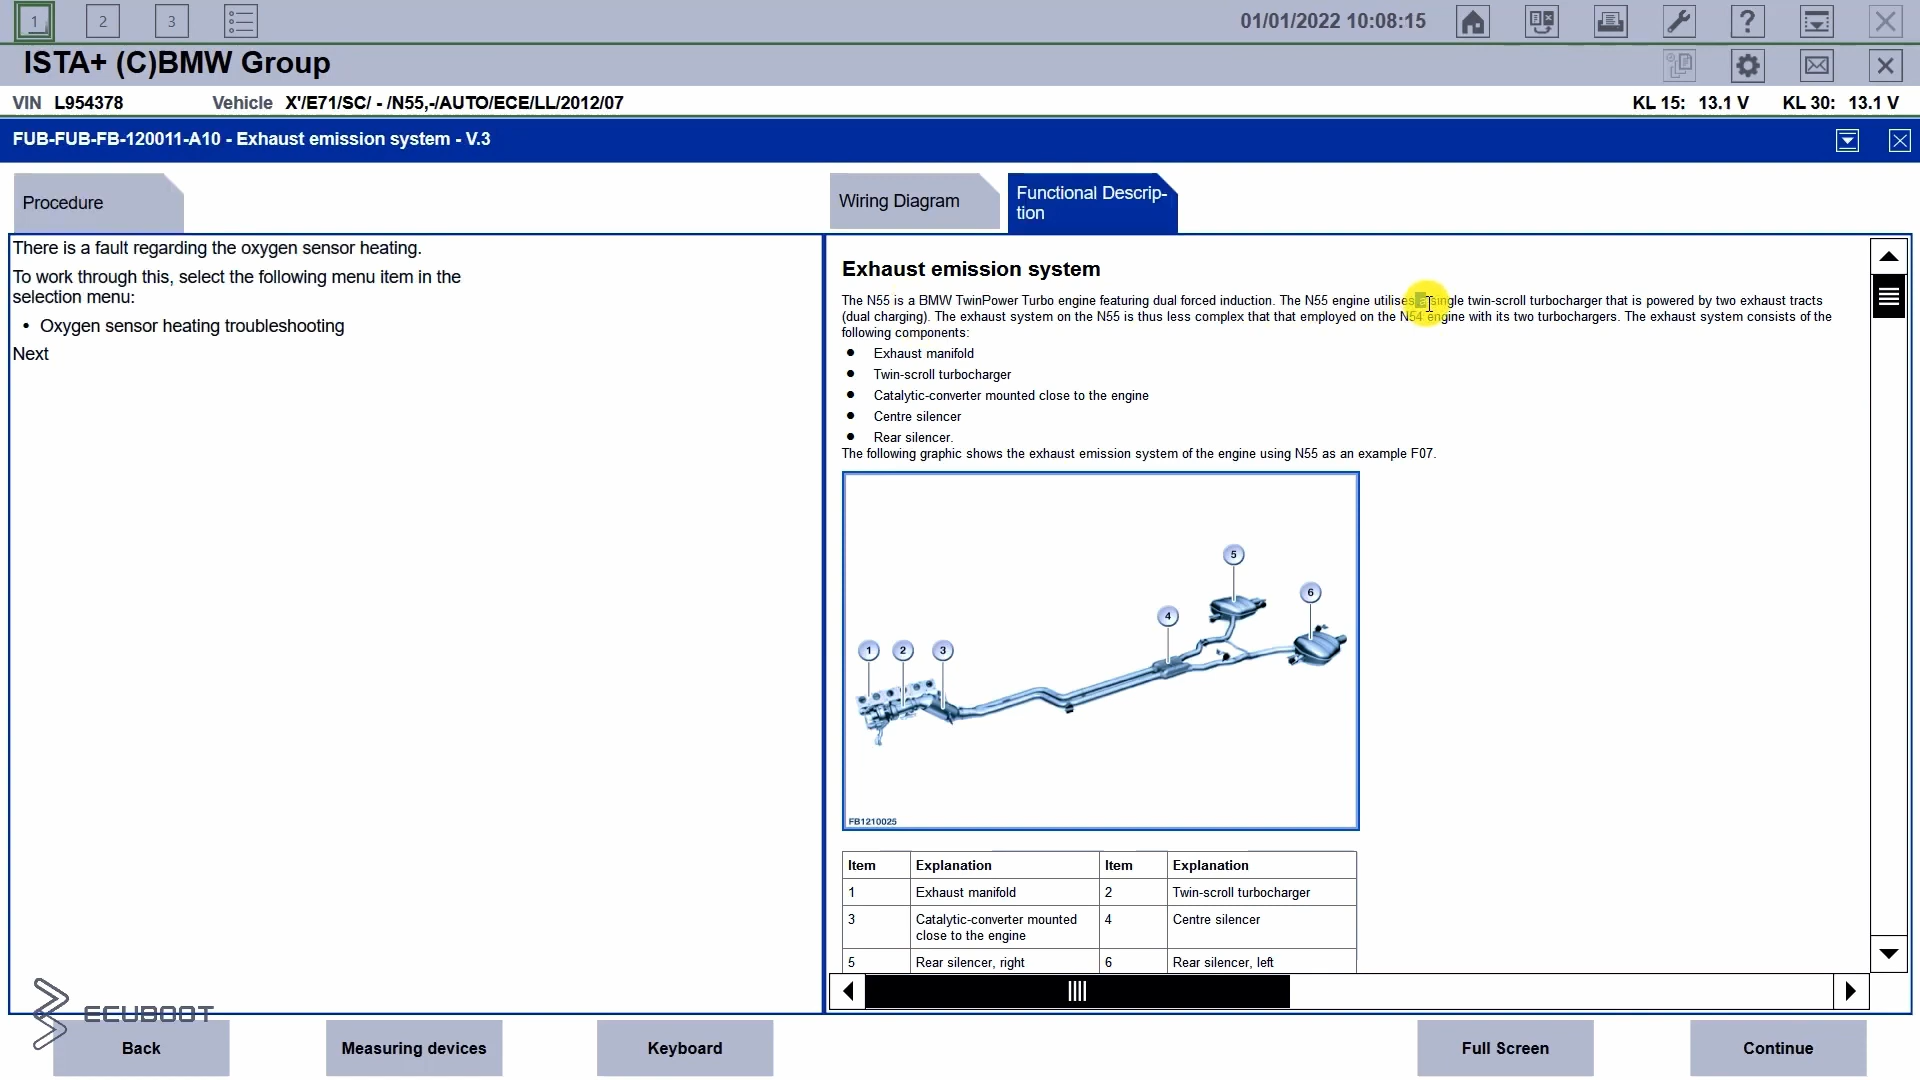 1
2
3
01/01/2022 10:08:15
ISTA+ (C)BMW Group
VIN L954378 Vehicle X'/E71/SC/ - /N55,-/AUTO/ECE/LL/2012/07 KL 15: 13.1 V KL 30: 13.1 V
FUB-FUB-FB-120011-A10 - Exhaust emission system - V.3
Procedure
There is a fault regarding the oxygen sensor heating.
To work through this, select the following menu item in the
selection menu:
• Oxygen sensor heating troubleshooting
Next
Wiring Diagram
Functional Descrip-
tion
Exhaust emission system
The N55 is a BMW TwinPower Turbo engine featuring dual forced induction. The N55 engine utilises a single twin-scroll turbocharger that is powered by two exhaust tracts
(dual charging). The exhaust system on the N55 is thus less complex that that employed on the N54 engine with its two turbochargers. The exhaust system consists of the
following components:
● Exhaust manifold
● Twin-scroll turbocharger
● Catalytic-converter mounted close to the engine
● Centre silencer
● Rear silencer.
The following graphic shows the exhaust emission system of the engine using N55 as an example F07.
5
6
4
1 2 3
FB1210025
Item Explanation Item Explanation
1 Exhaust manifold 2 Twin-scroll turbocharger
3 Catalytic-converter mounted 4 Centre silencer
close to the engine
5 Rear silencer, right 6 Rear silencer, left
ECUBOOT
Back Measuring devices Keyboard Full Screen Continue